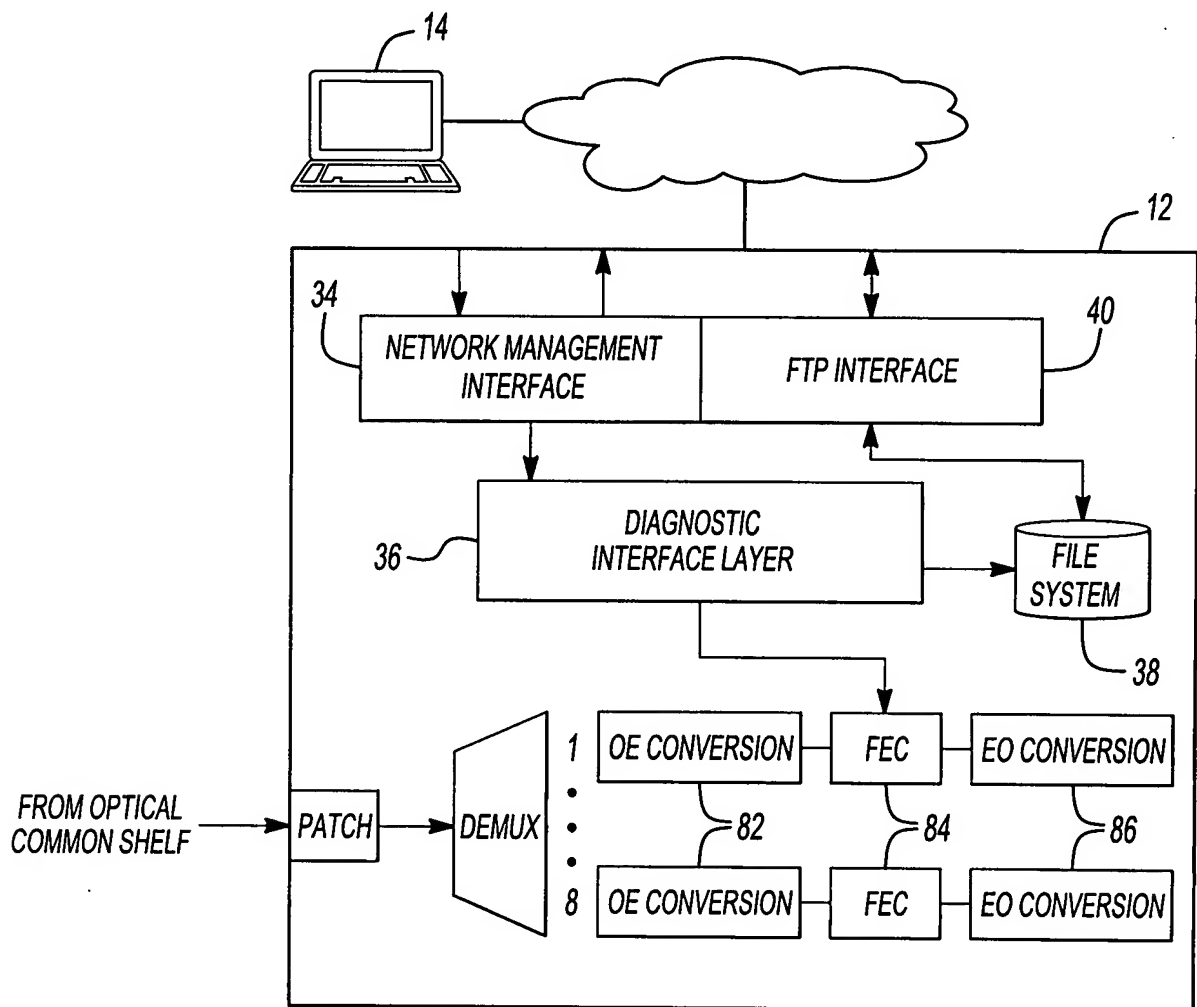 14
12
34
NETWORK MANAGEMENT
INTERFACE
FTP INTERFACE
40
36
DIAGNOSTIC
INTERFACE LAYER
FILE
SYSTEM
38
FROM OPTICAL
COMMON SHELF
PATCH
DEMUX
1
OE CONVERSION
FEC
EO CONVERSION
82
84
86
8
OE CONVERSION
FEC
EO CONVERSION